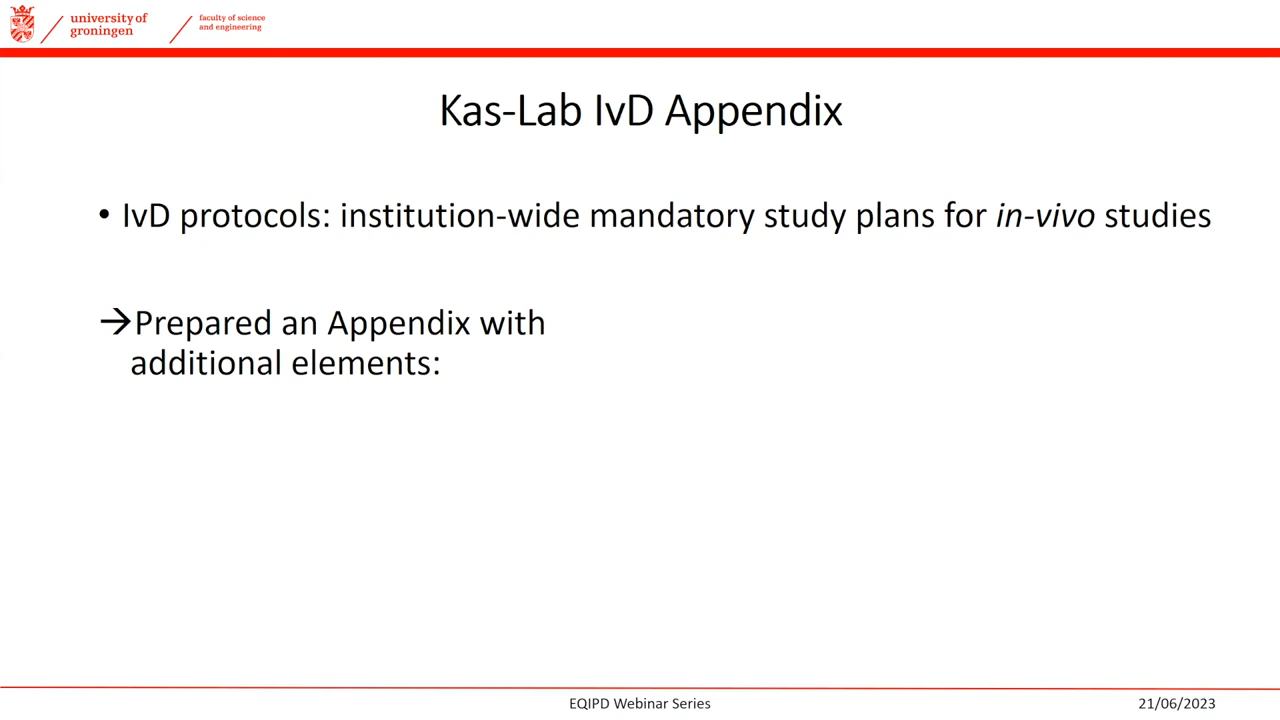 university of
groningen
faculty of science
and engineering
Kas-Lab IvD Appendix
• IvD protocols: institution-wide mandatory study plans for in-vivo studies
→Prepared an Appendix with
additional elements:
EQIPD Webinar Series
21/06/2023